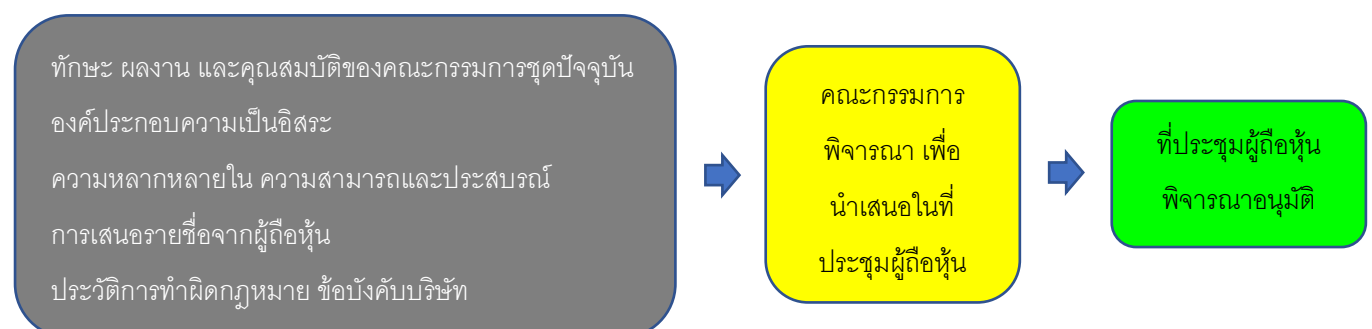 ทักษะ ผลงาน และคุณสมบัติของคณะกรรมการชุดปัจจุบัน
องค์ประกอบความเป็นอิสระ
ความหลากหลายใน ความสามารถและประสบรณ์
การเสนอรายชื่อจากผู้ถือหุ้น
ประวัติการทำผิดกฎหมาย ข้อบังคับบริษัท
คณะกรรมการ
พิจารณา เพื่อ
นำเสนอในที่
ประชุมผู้ถือหุ้น
ที่ประชุมผู้ถือหุ้น
พิจารณาอนุมัติ